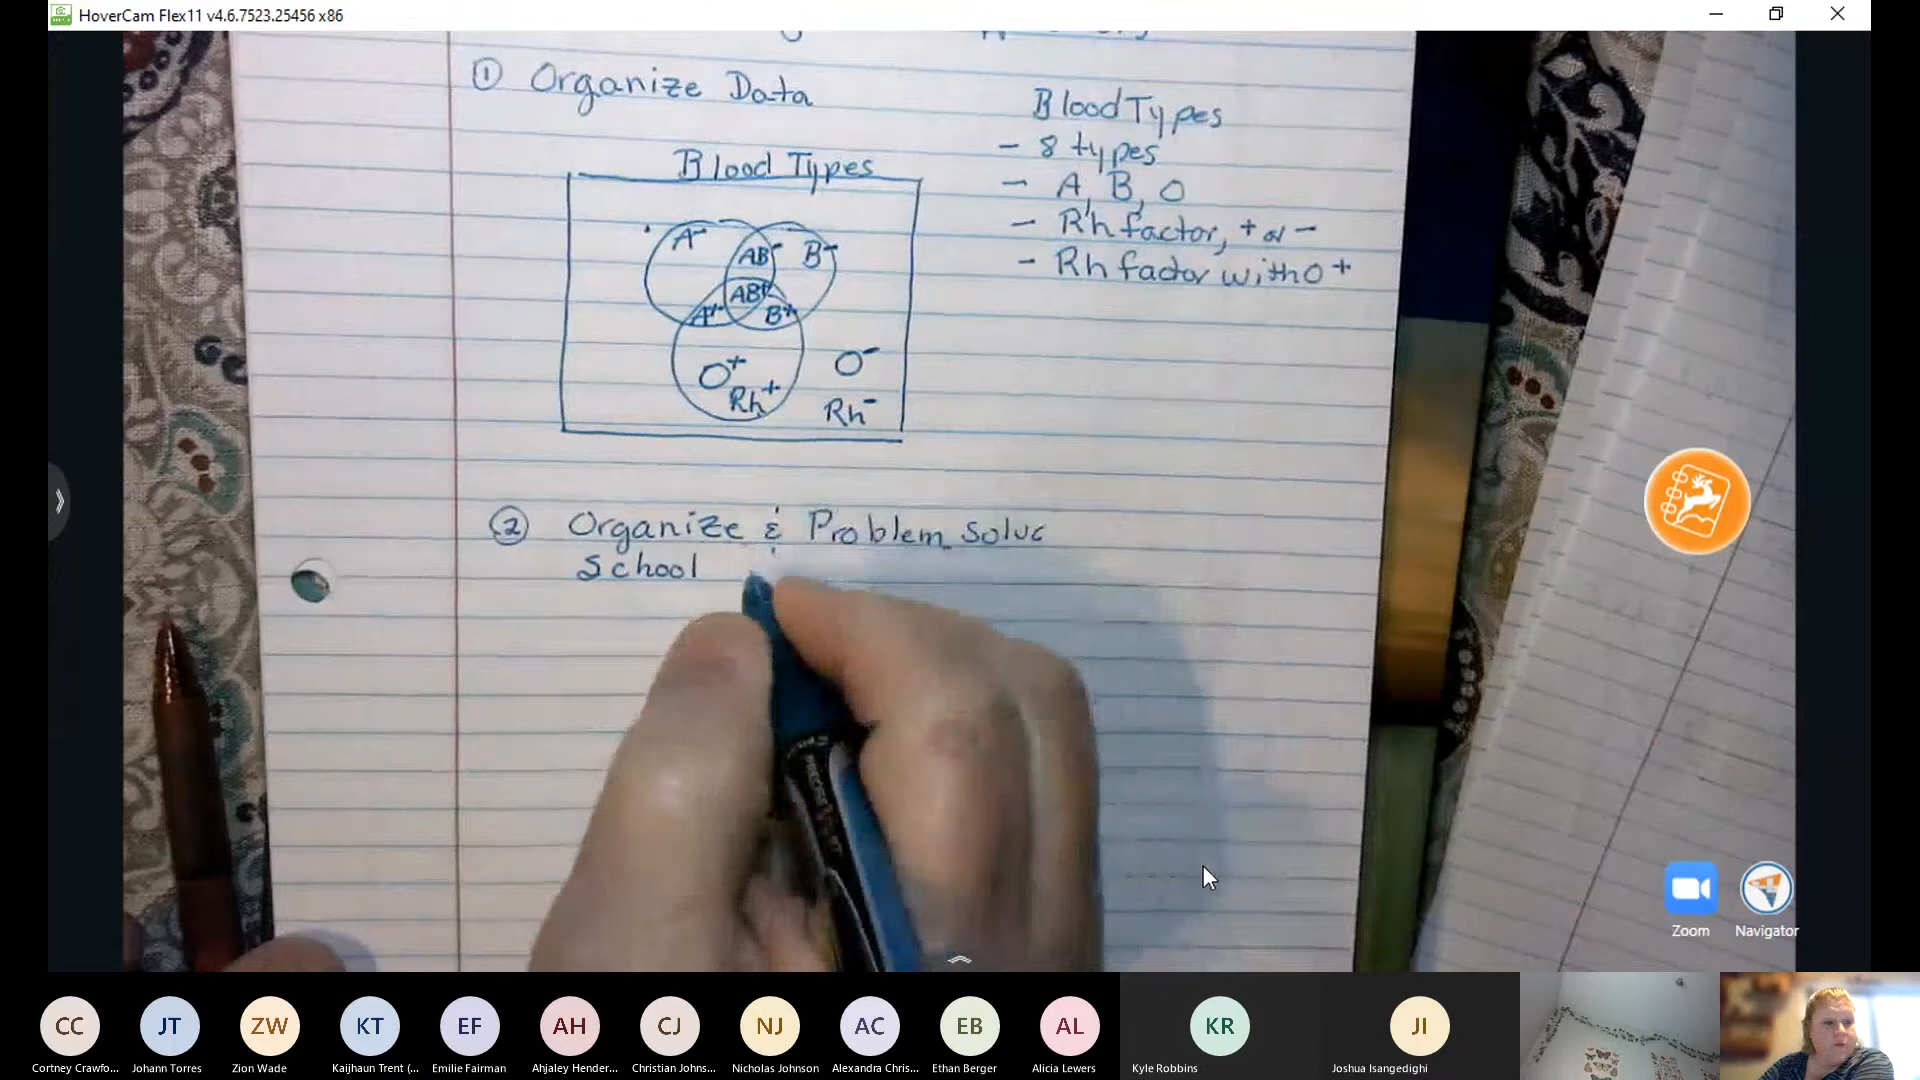 HoverCam Flex11 v4.6.7523.25456 x86
① Organize Data
Blood Types
- 8 types
- A, B, O
- Rh factor, + or -
- Rh factor with O +
Blood Types
A-
AB-
B-
AB+
A+
B+
O+
Rh+
O-
Rh-
② Organize & Problem Solve
School
Zoom
Navigator
CC
JT
ZW
KT
EF
AH
CJ
NJ
AC
EB
AL
KR
JI
Cortney Crawfo...
Johann Torres
Zion Wade
Kaijhaun Trent (...
Emilie Fairman
Ahjaley Hender...
Christian Johns...
Nicholas Johnson
Alexandra Chris...
Ethan Berger
Alicia Lewers
Kyle Robbins
Joshua Isangedighi